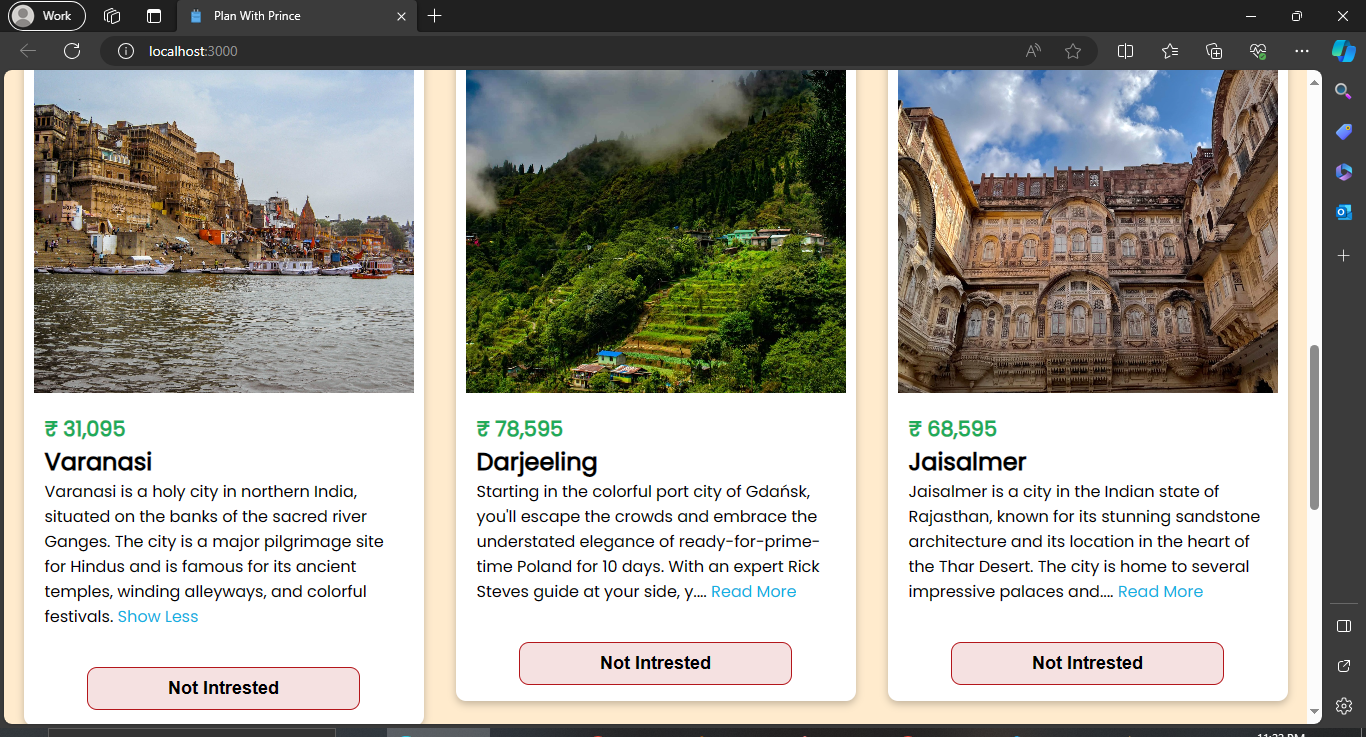 Work
Plan With Prince
localhost:3000
₹ 31,095
Varanasi
Varanasi is a holy city in northern India,
situated on the banks of the sacred river
Ganges. The city is a major pilgrimage site
for Hindus and is famous for its ancient
temples, winding alleyways, and colorful
festivals. Show Less
Not Intrested
₹ 78,595
Darjeeling
Starting in the colorful port city of Gdańsk,
you'll escape the crowds and embrace the
understated elegance of ready-for-prime-
time Poland for 10 days. With an expert Rick
Steves guide at your side, y.... Read More
Not Intrested
₹ 68,595
Jaisalmer
Jaisalmer is a city in the Indian state of
Rajasthan, known for its stunning sandstone
architecture and its location in the heart of
the Thar Desert. The city is home to several
impressive palaces and.... Read More
Not Intrested